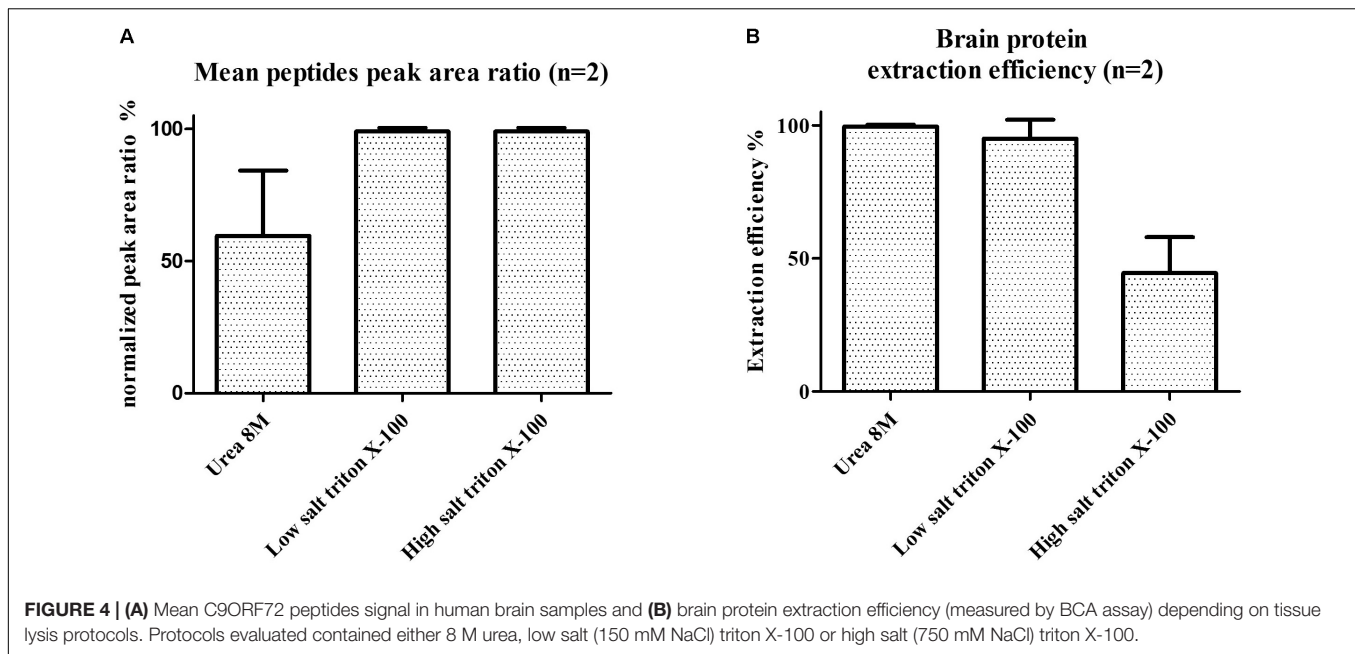 A
Mean peptides peak area ratio (n=2)
normalized peak area ratio %
100
50
0
Urea 8M
Low salt triton X-100
High salt triton X-100
B
Brain protein
extraction efficiency (n=2)
Extraction efficiency %
100
50
0
Urea 8M
Low salt triton X-100
High salt triton X-100
FIGURE 4 | (A) Mean C9ORF72 peptides signal in human brain samples and (B) brain protein extraction efficiency (measured by BCA assay) depending on tissue
lysis protocols. Protocols evaluated contained either 8 M urea, low salt (150 mM NaCl) triton X-100 or high salt (750 mM NaCl) triton X-100.